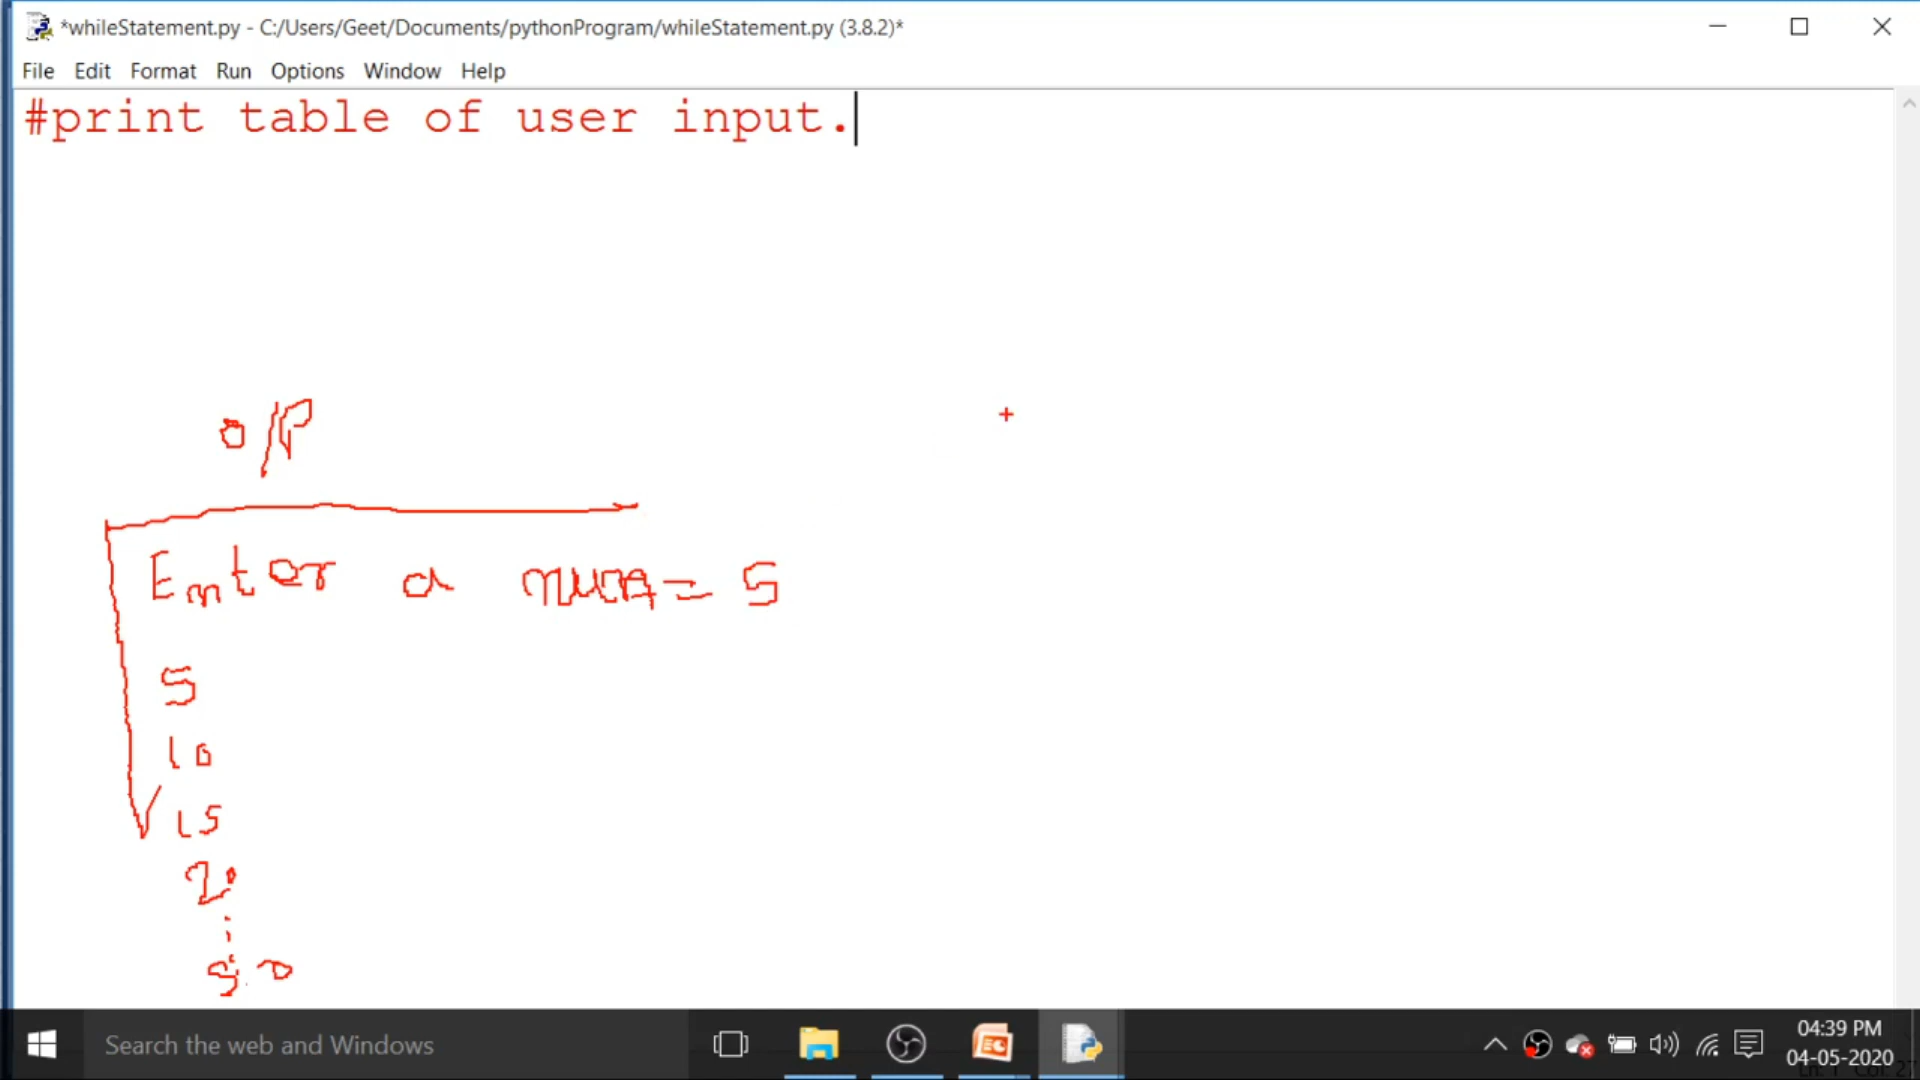 *whileStatement.py - C:/Users/Geet/Documents/pythonProgram/whileStatement.py (3.8.2)*
File Edit Format Run Options Window Help
#print table of user input.
O/P
Enter a num= 5
5
10
15
20
50
Search the web and Windows
04:39 PM
04-05-2020